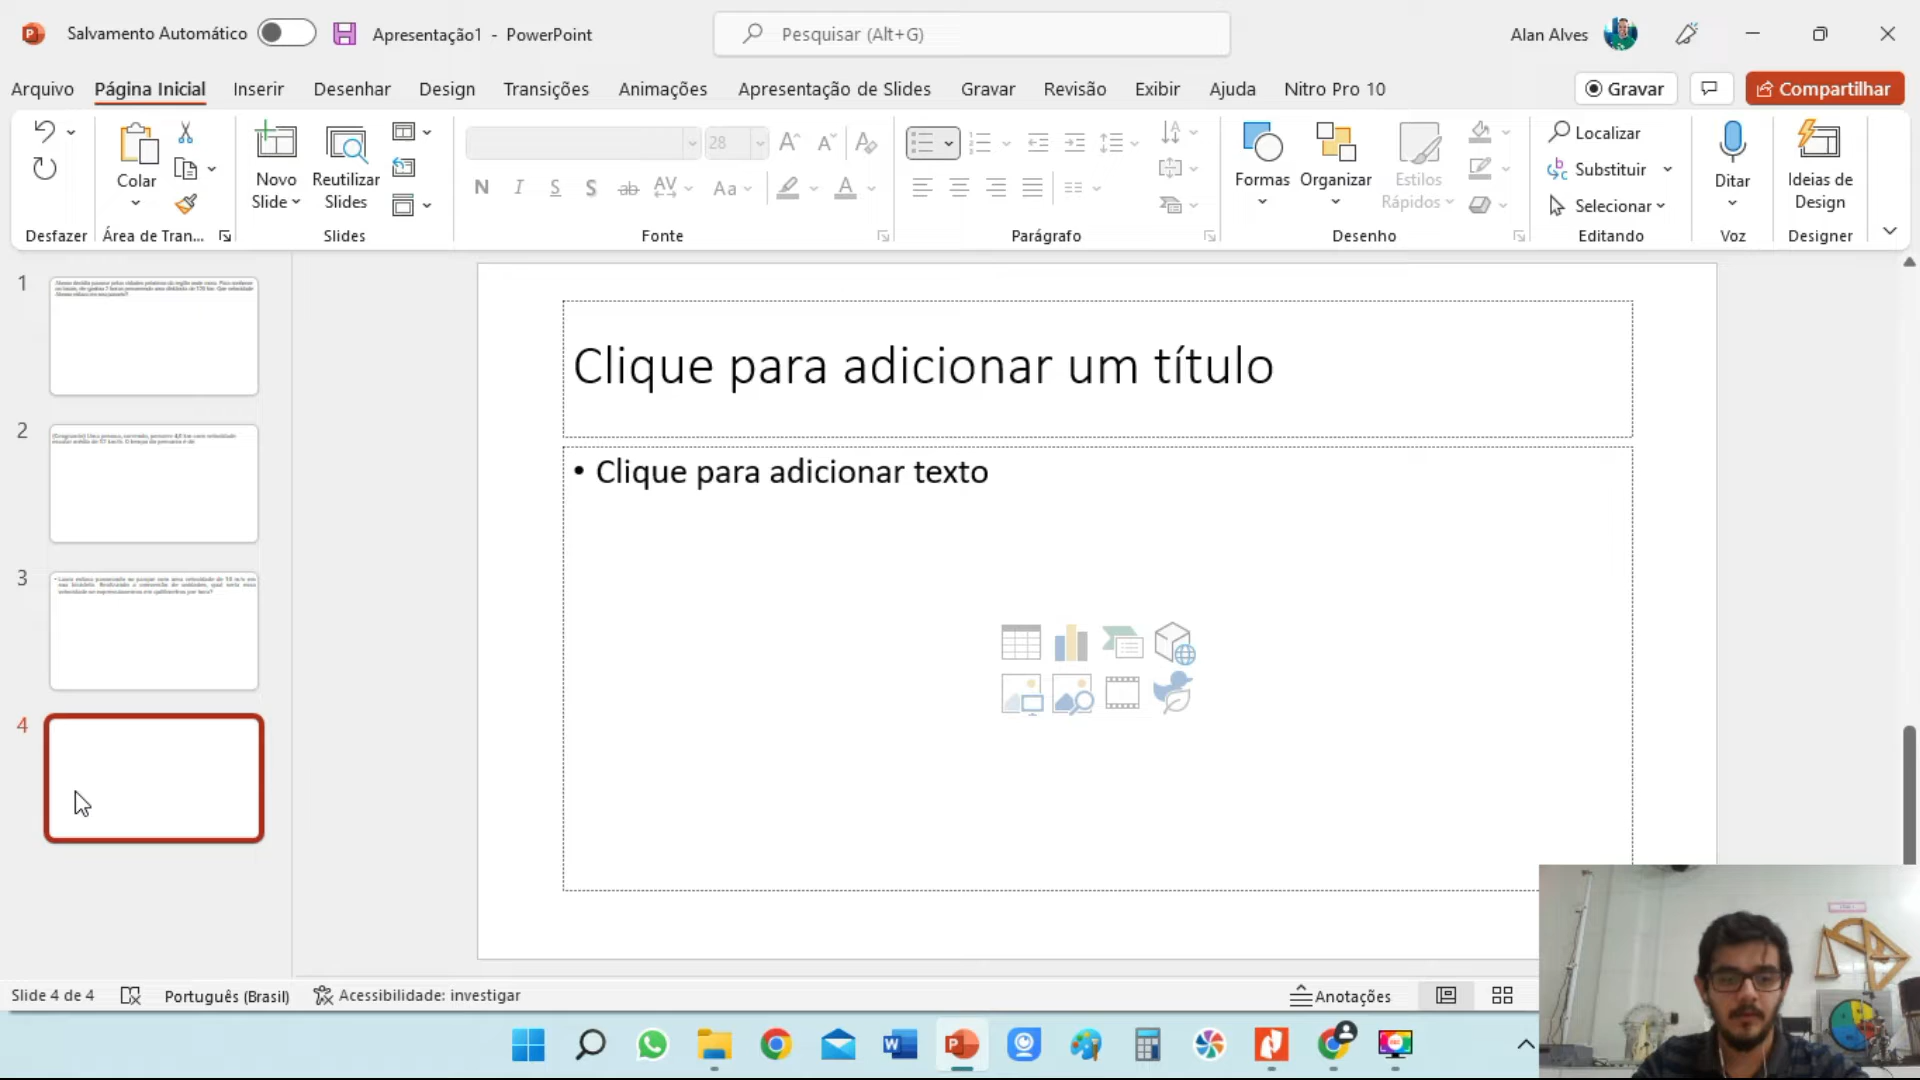 Salvamento Automático
Apresentação1 - PowerPoint
Pesquisar (Alt+G)
Alan Alves
Arquivo
Página Inicial
Inserir
Desenhar
Design
Transições
Animações
Apresentação de Slides
Gravar
Revisão
Exibir
Ajuda
Nitro Pro 10
Gravar
Compartilhar
Colar
Novo
Slide
Reutilizar
Slides
28
N I S S ab AV Aa A
Formas
Organizar
Estilos
Rápidos
Localizar
Substituir
Selecionar
Ditar
Ideias de
Design
Desfazer
Área de Tran...
Slides
Fonte
Parágrafo
Desenho
Editando
Voz
Designer
1
2
3
4
Clique para adicionar um título
• Clique para adicionar texto
Slide 4 de 4
Português (Brasil)
Acessibilidade: investigar
Anotações